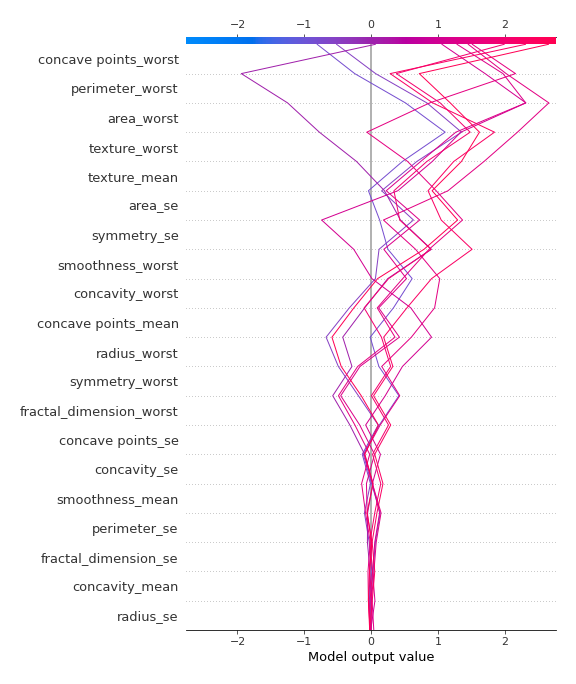 −2 −1 0 1 2
concave points_worst
perimeter_worst
area_worst
texture_worst
texture_mean
area_se
symmetry_se
smoothness_worst
concavity_worst
concave points_mean
radius_worst
symmetry_worst
fractal_dimension_worst
concave points_se
concavity_se
smoothness_mean
perimeter_se
fractal_dimension_se
concavity_mean
radius_se
−2 −1 0 1 2
Model output value